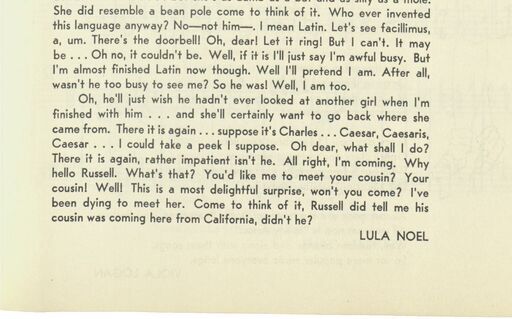 She did resemble a bean pole come to think of it. Who ever invented
this language anyway? No—not him—. I mean Latin. Let's see facillimus,
a, um. There's the doorbell! Oh, dear! Let it ring! But I can't. It may
be . . . Oh no, it couldn't be. Well, if it is I'll just say I'm awful busy. But
I'm almost finished Latin now though. Well I'll pretend I am. After all,
wasn't he too busy to see me? So he was! Well, I am too.
Oh, he'll just wish he hadn't ever looked at another girl when I'm
finished with him . . . and she'll certainly want to go back where she
came from. There it is again . . . suppose it's Charles . . . Caesar, Caesaris,
Caesar . . . I could take a peek I suppose. Oh dear, what shall I do?
There it is again, rather impatient isn't he. All right, I'm coming. Why
hello Russell. What's that? You'd like me to meet your cousin? Your
cousin! Well! This is a most delightful surprise, won't you come? I've
been dying to meet her. Come to think of it, Russell did tell me his
cousin was coming here from California, didn't he?
LULA NOEL